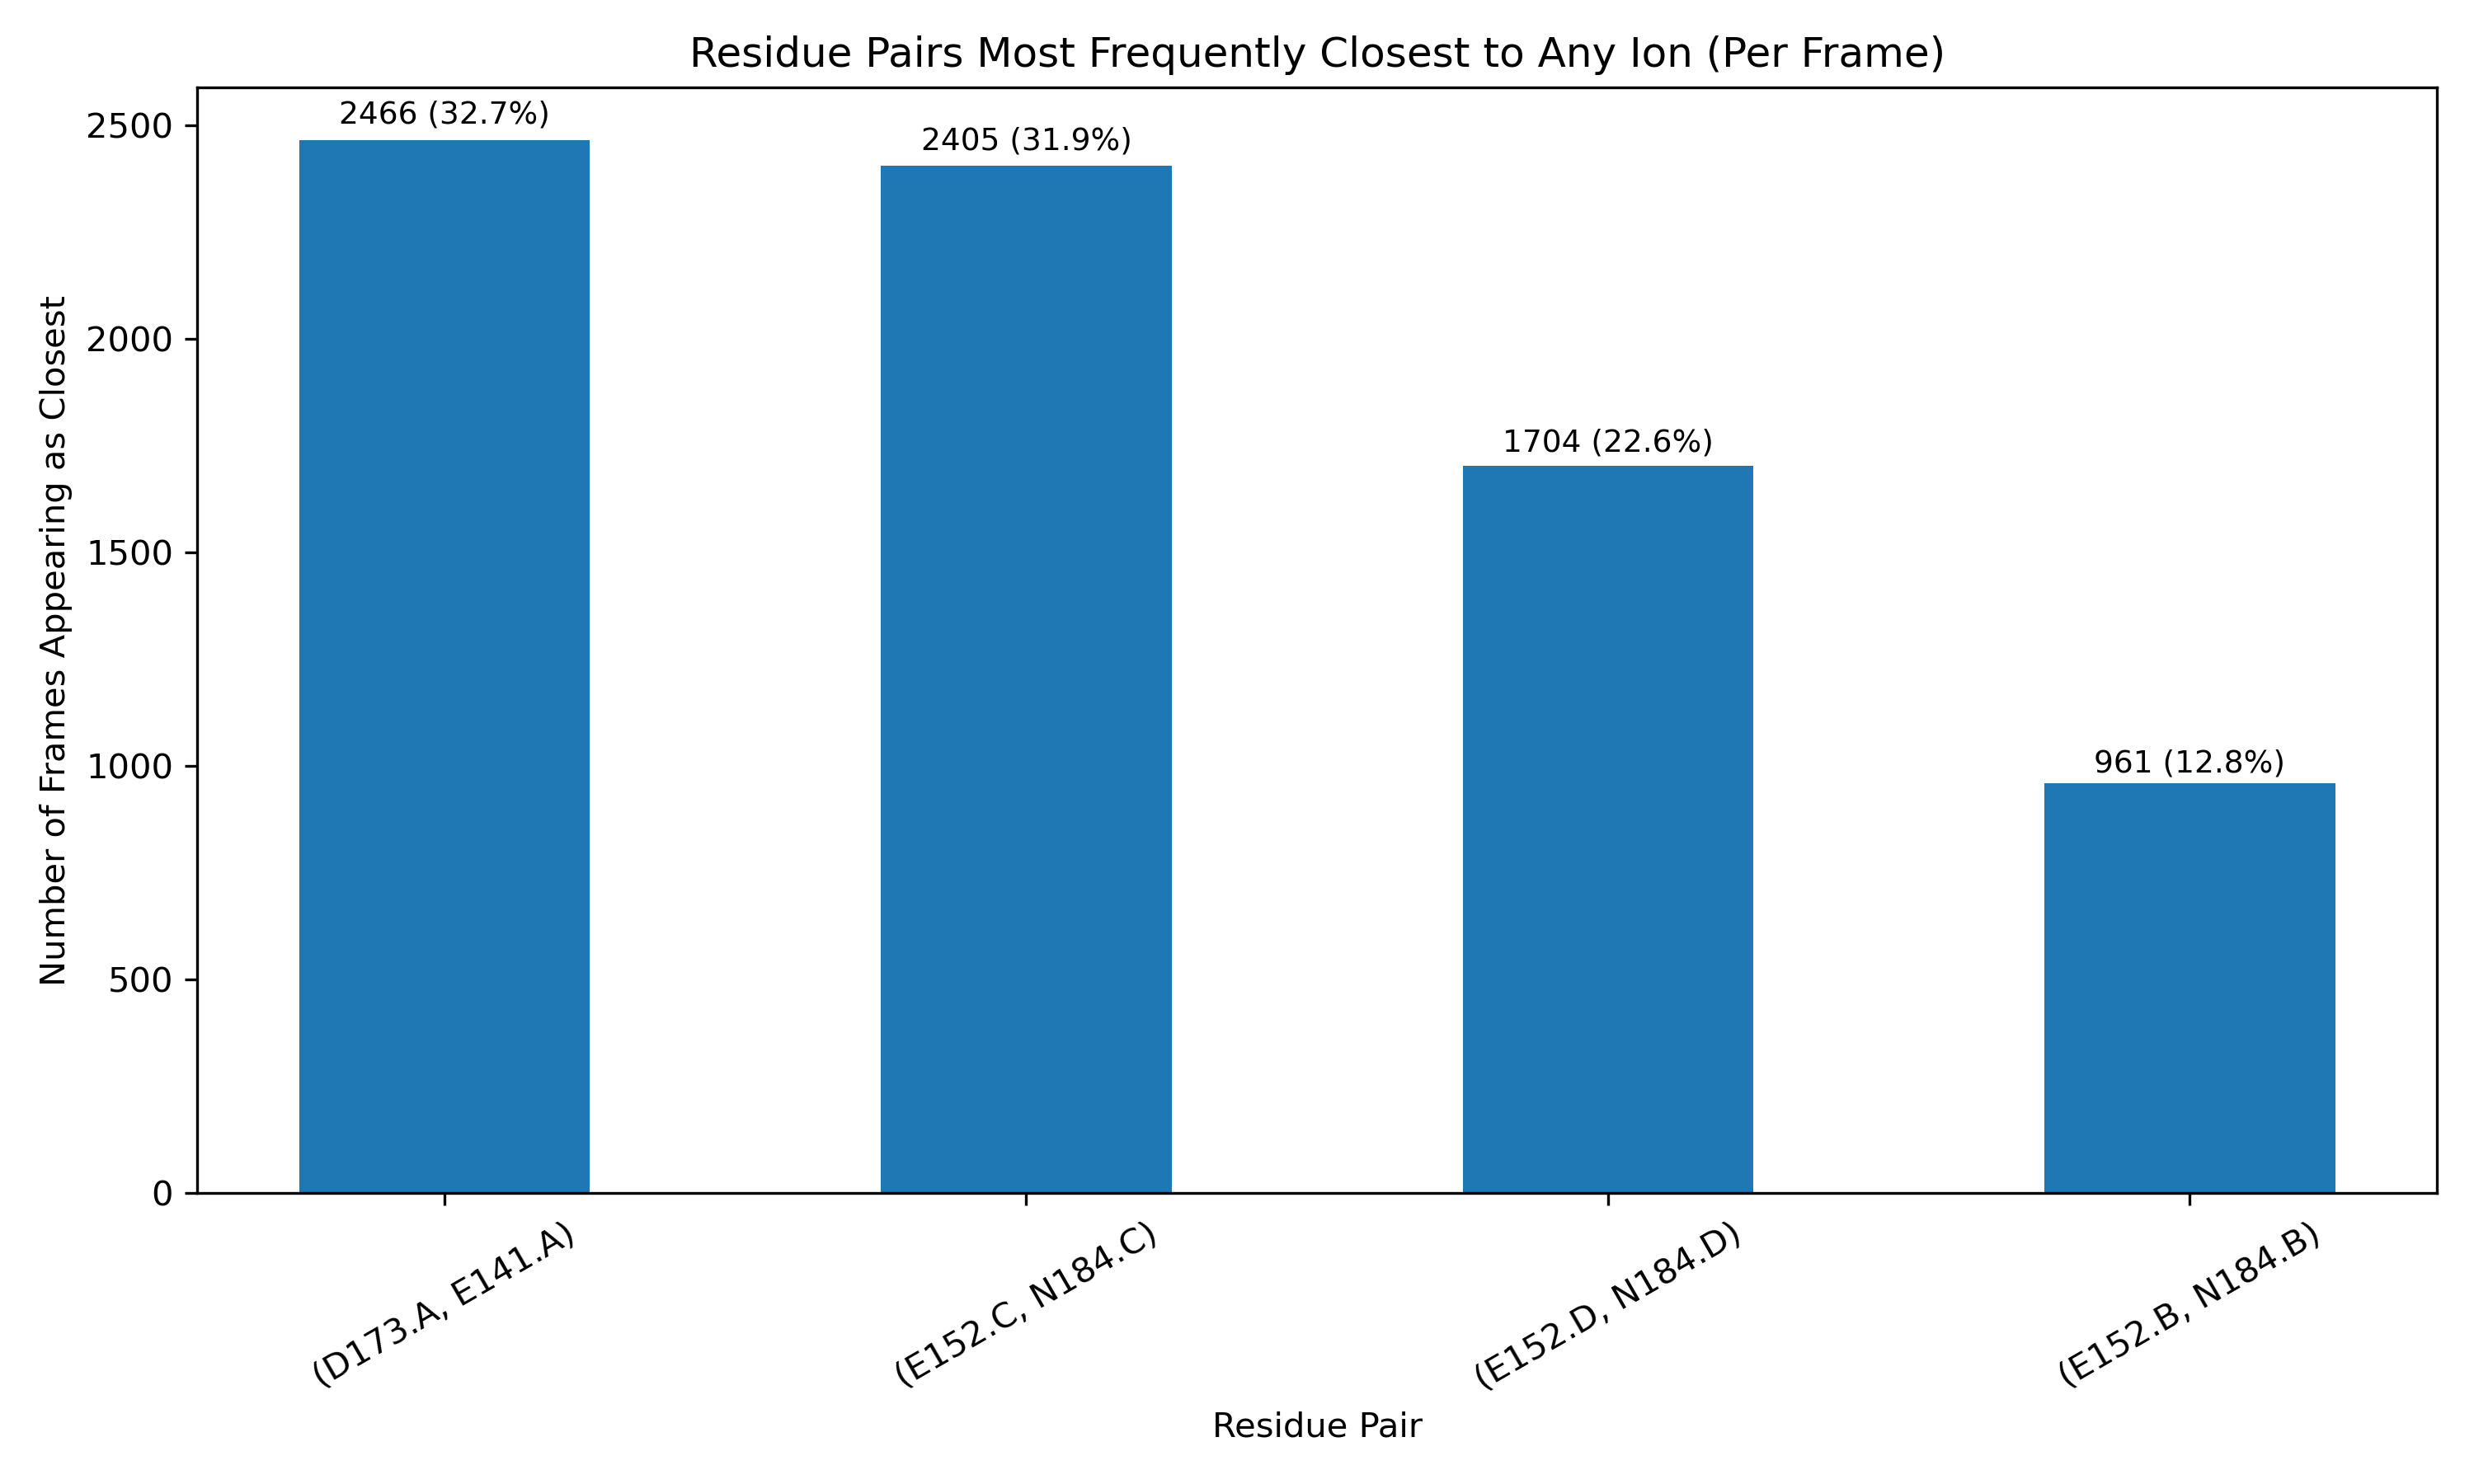 Residue Pairs Most Frequently Closest to Any Ion (Per Frame)
Number of Frames Appearing as Closest
2500
2000
1500
1000
500
0
2466 (32.7%)
2405 (31.9%)
1704 (22.6%)
961 (12.8%)
(D173.A, E141.A)
(E152.C, N184.C)
(E152.D, N184.D)
(E152.B, N184.B)
Residue Pair